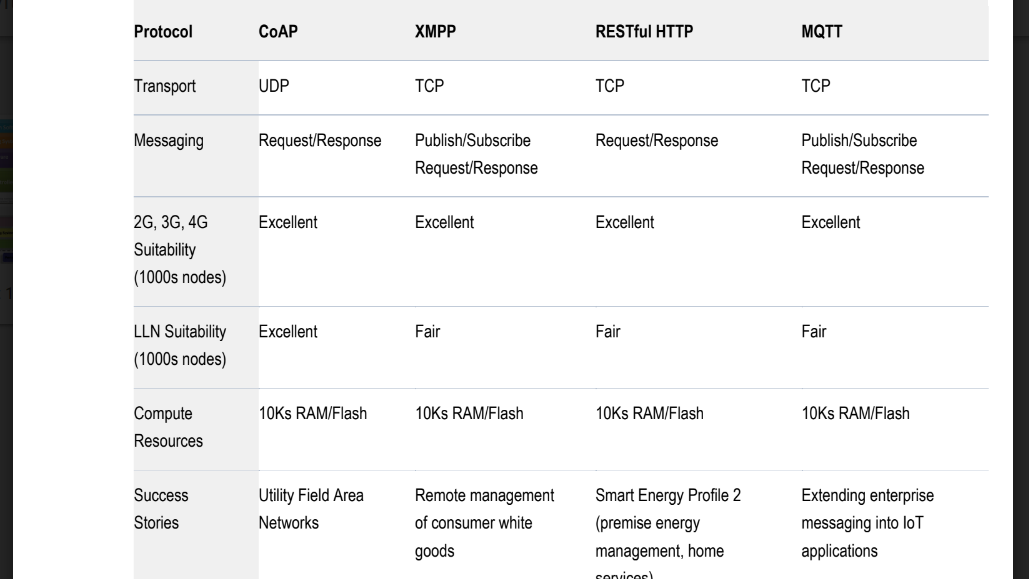 Protocol CoAP XMPP RESTful HTTP MQTT
Transport UDP TCP TCP TCP
Messaging Request/Response Publish/Subscribe Request/Response Publish/Subscribe
Request/Response Request/Response
2G, 3G, 4G Excellent Excellent Excellent Excellent
Suitability
(1000s nodes)
LLN Suitability Excellent Fair Fair Fair
(1000s nodes)
Compute 10Ks RAM/Flash 10Ks RAM/Flash 10Ks RAM/Flash 10Ks RAM/Flash
Resources
Success Utility Field Area Remote management Smart Energy Profile 2 Extending enterprise
Stories Networks of consumer white (premise energy messaging into IoT
goods management, home applications
services)